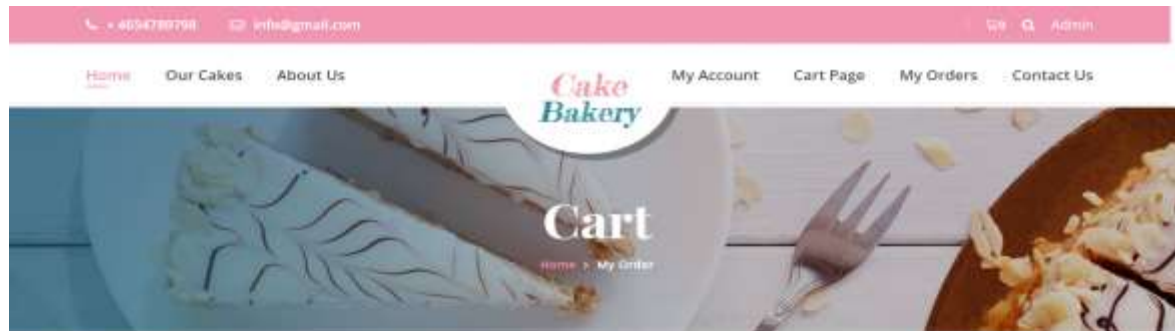 + 4654789798 info@gmail.com Admin
Home Our Cakes About Us Cake Bakery My Account Cart Page My Orders Contact Us
Cart
Home > My Order